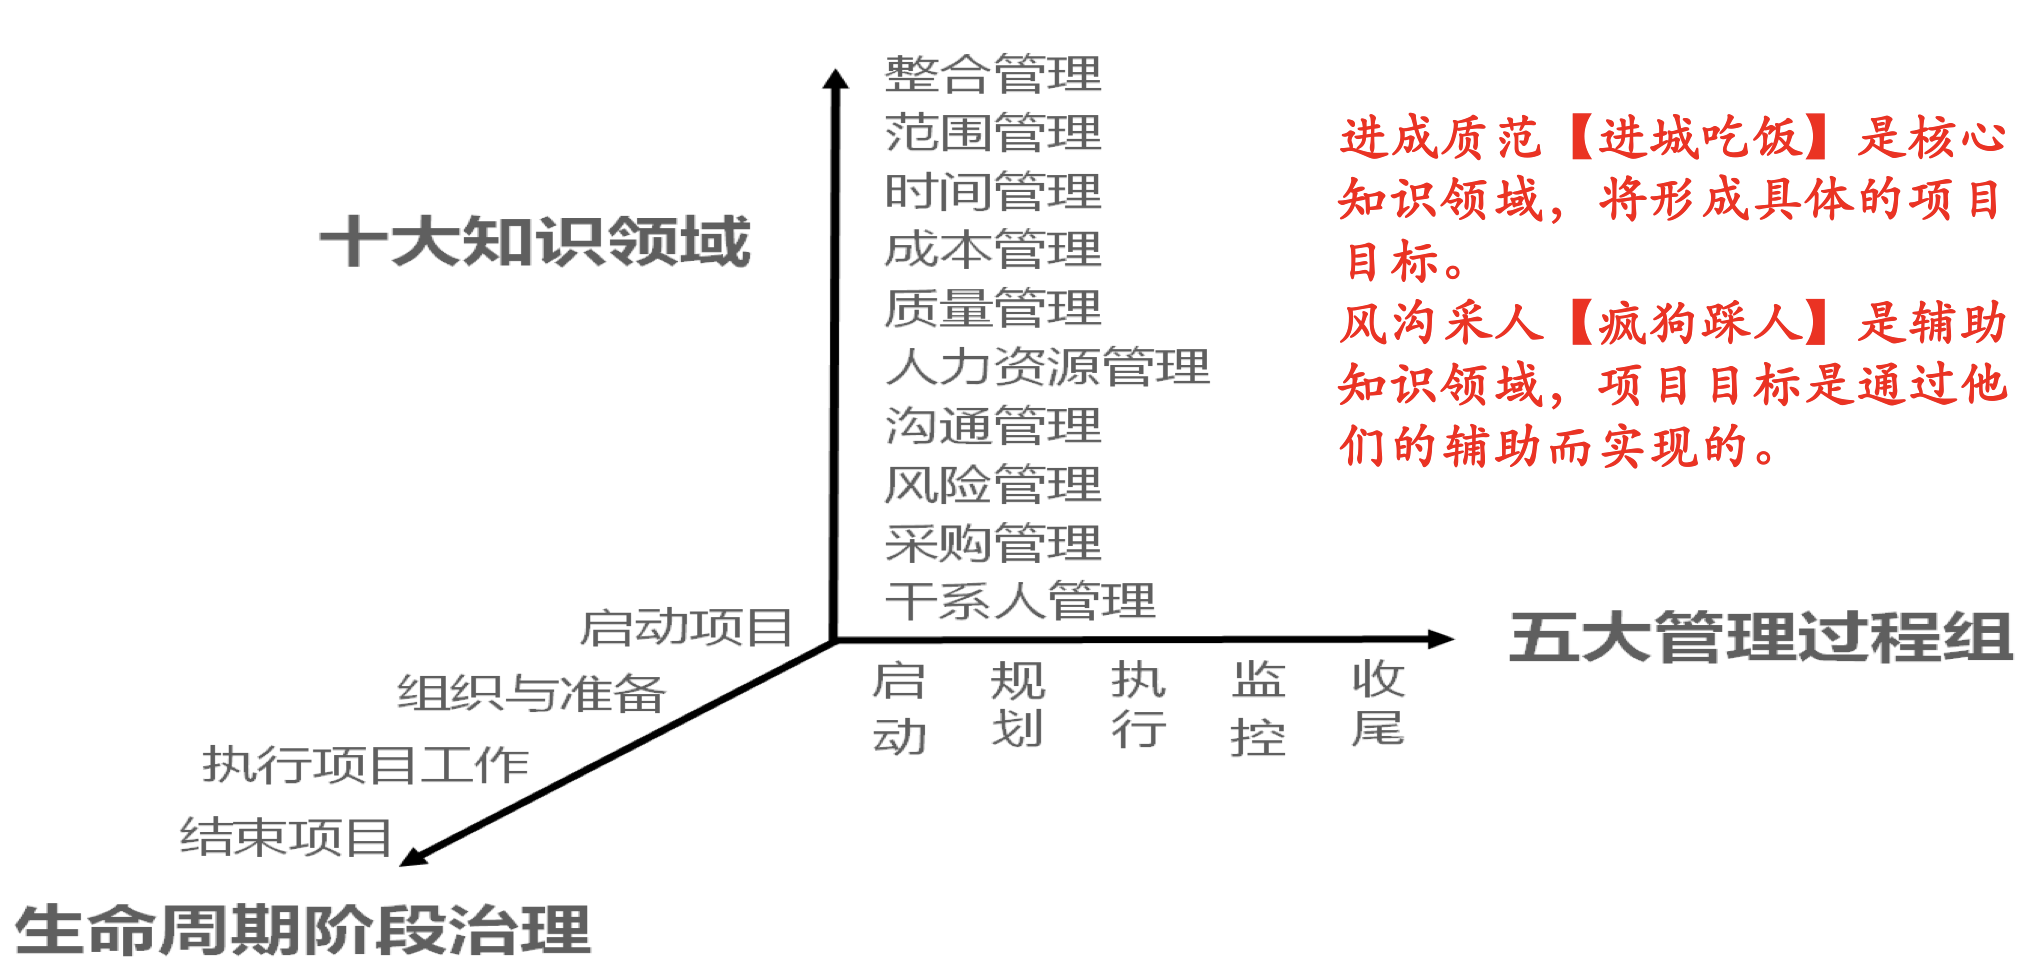 整合管理
范围管理
时间管理
成本管理
质量管理
人力资源管理
沟通管理
风险管理
采购管理
干系人管理
十大知识领域
进成质范【进城吃饭】是核心
知识领域，将形成具体的项目
目标。
风沟采人【疯狗踩人】是辅助
知识领域，项目目标是通过他
们的辅助而实现的。
启动项目
组织与准备
执行项目工作
结束项目
生命周期阶段治理
启动
规划
执行
监控
收尾
五大管理过程组